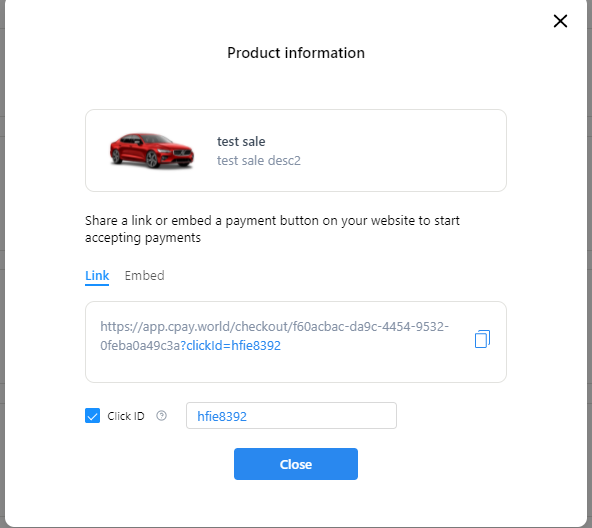 Product information
test sale
test sale desc2
Share a link or embed a payment button on your website to start
accepting payments
Link Embed
https://app.cpay.world/checkout/f60acbac-da9c-4454-9532-
0feba0a49c3a?clickId=hfie8392
Click ID ? hfie8392
Close